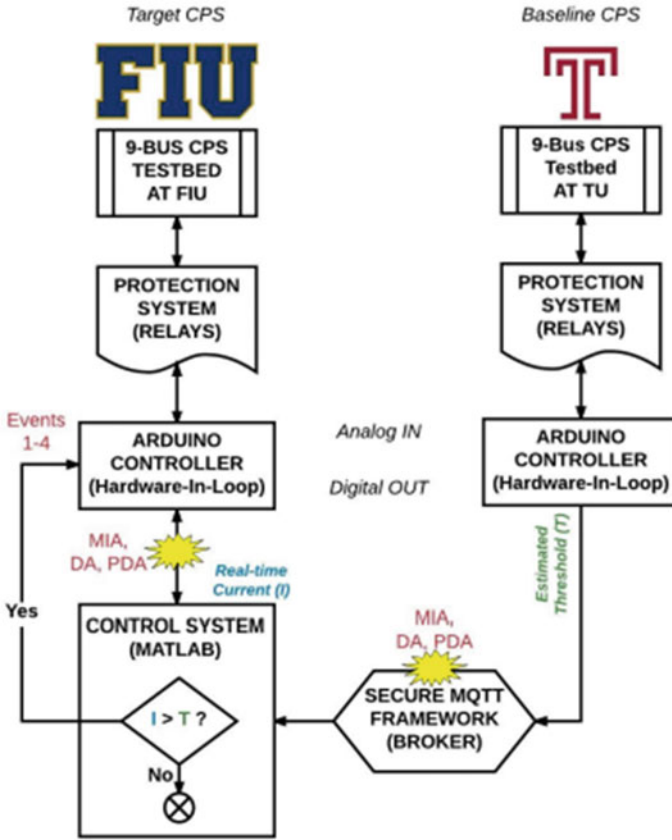 Target CPS
Baseline CPS
FIU
T
9-BUS CPS
TESTBED
AT FIU
9-Bus CPS
Testbed
AT TU
PROTECTION
SYSTEM
(RELAYS)
PROTECTION
SYSTEM
(RELAYS)
Events
1-4
ARDUINO
CONTROLLER
(Hardware-In-Loop)
Analog IN
Digital OUT
ARDUINO
CONTROLLER
(Hardware-In-Loop)
MIA,
DA, PDA
Real-time
Current (I)
Estimated
Threshold (T)
Yes
CONTROL SYSTEM
(MATLAB)
I > T ?
No
MIA,
DA, PDA
SECURE MQTT
FRAMEWORK
(BROKER)